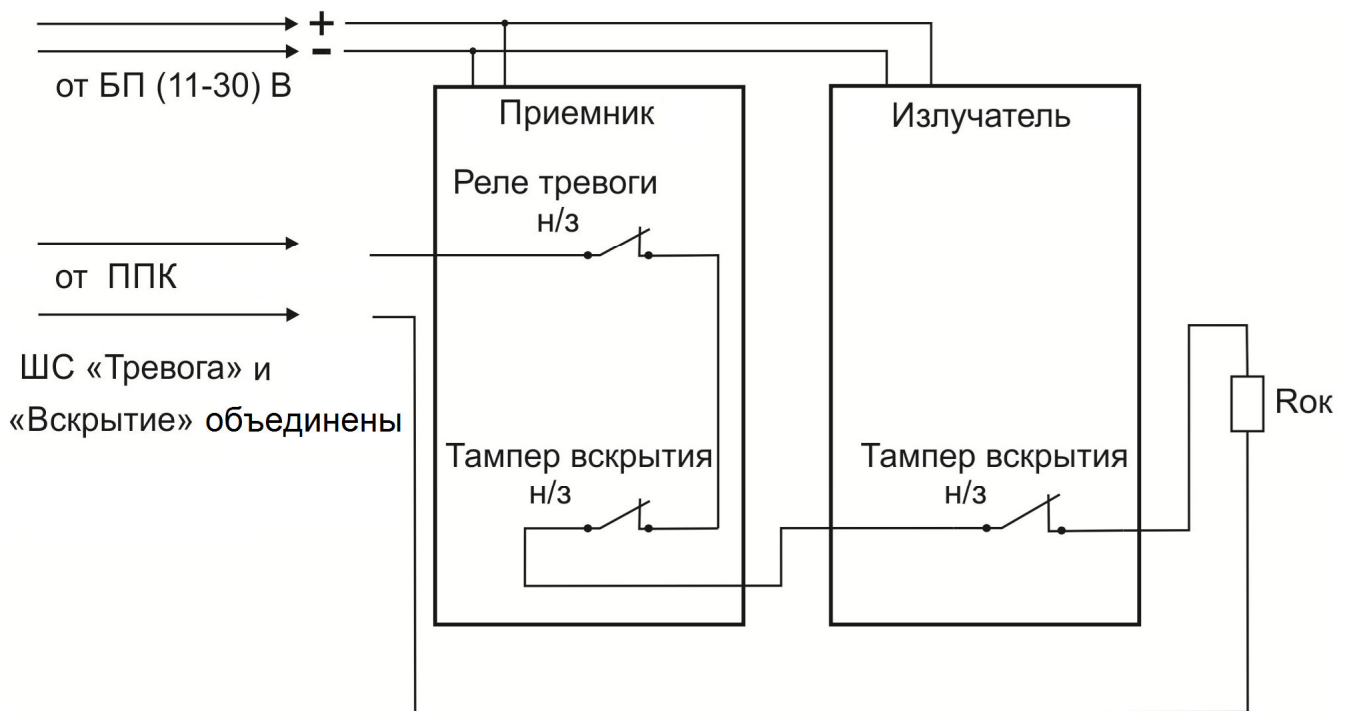 +
-
от БП (11-30) В
Приемник
Излучатель
Реле тревоги
н/з
от ППК
ШС «Тревога» и
«Вскрытие» объединены
Rок
Тампер вскрытия
н/з
Тампер вскрытия
н/з